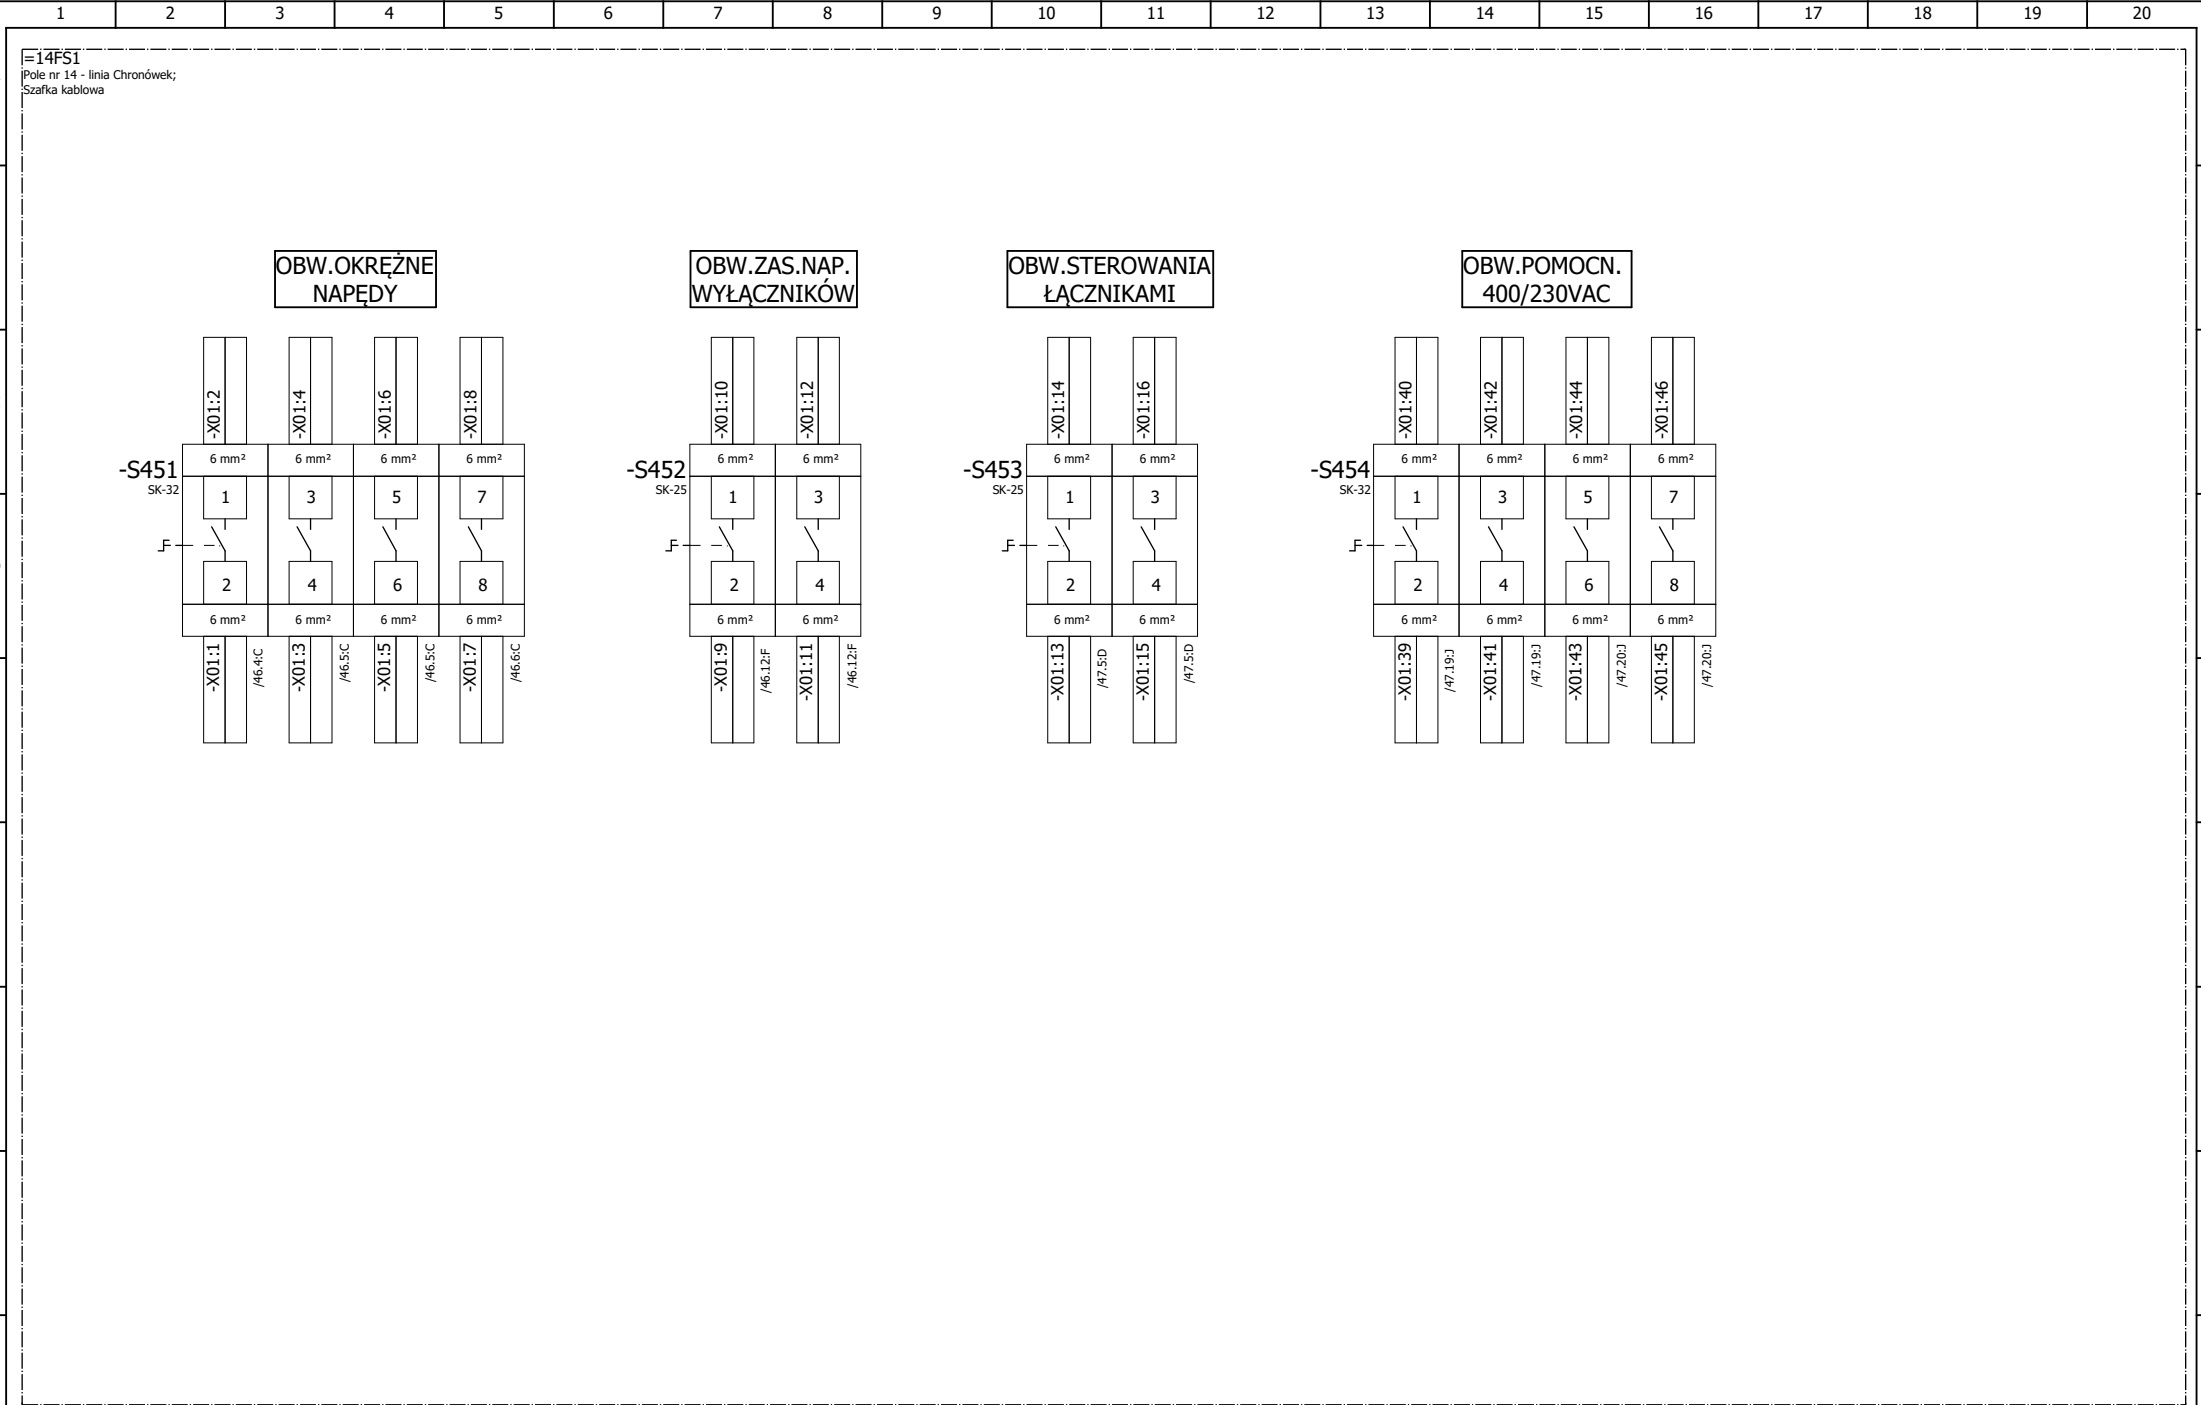 1 2 3 4 5 6 7 8 9 10 11 12 13 14 15 16 17 18 19 20
=14FS1
Pole nr 14 - linia Chronówek;
Szafka kablowa
OBW.OKRĘŻNE
NAPĘDY
OBW.ZAS.NAP.
WYŁĄCZNIKÓW
OBW.STEROWANIA
ŁĄCZNIKAMI
OBW.POMOCN.
400/230VAC
-X01:2 -X01:4 -X01:6 -X01:8
-S451
SK-32
6 mm² 6 mm² 6 mm² 6 mm²
1 3 5 7
2 4 6 8
6 mm² 6 mm² 6 mm² 6 mm²
-X01:1 /46.4:C -X01:3 /46.5:C -X01:5 /46.5:C -X01:7 /46.6:C
-X01:10 -X01:12
-S452
SK-25
6 mm² 6 mm²
1 3
2 4
6 mm² 6 mm²
-X01:9 /46.12:F -X01:11 /46.12:F
-X01:14 -X01:16
-S453
SK-25
6 mm² 6 mm²
1 3
2 4
6 mm² 6 mm²
-X01:13 /47.5:D -X01:15 /47.5:D
-X01:40 -X01:42 -X01:44 -X01:46
-S454
SK-32
6 mm² 6 mm² 6 mm² 6 mm²
1 3 5 7
2 4 6 8
6 mm² 6 mm² 6 mm² 6 mm²
-X01:39 /47.19:J -X01:41 /47.19:J -X01:43 /47.20:J -X01:45 /47.20:J